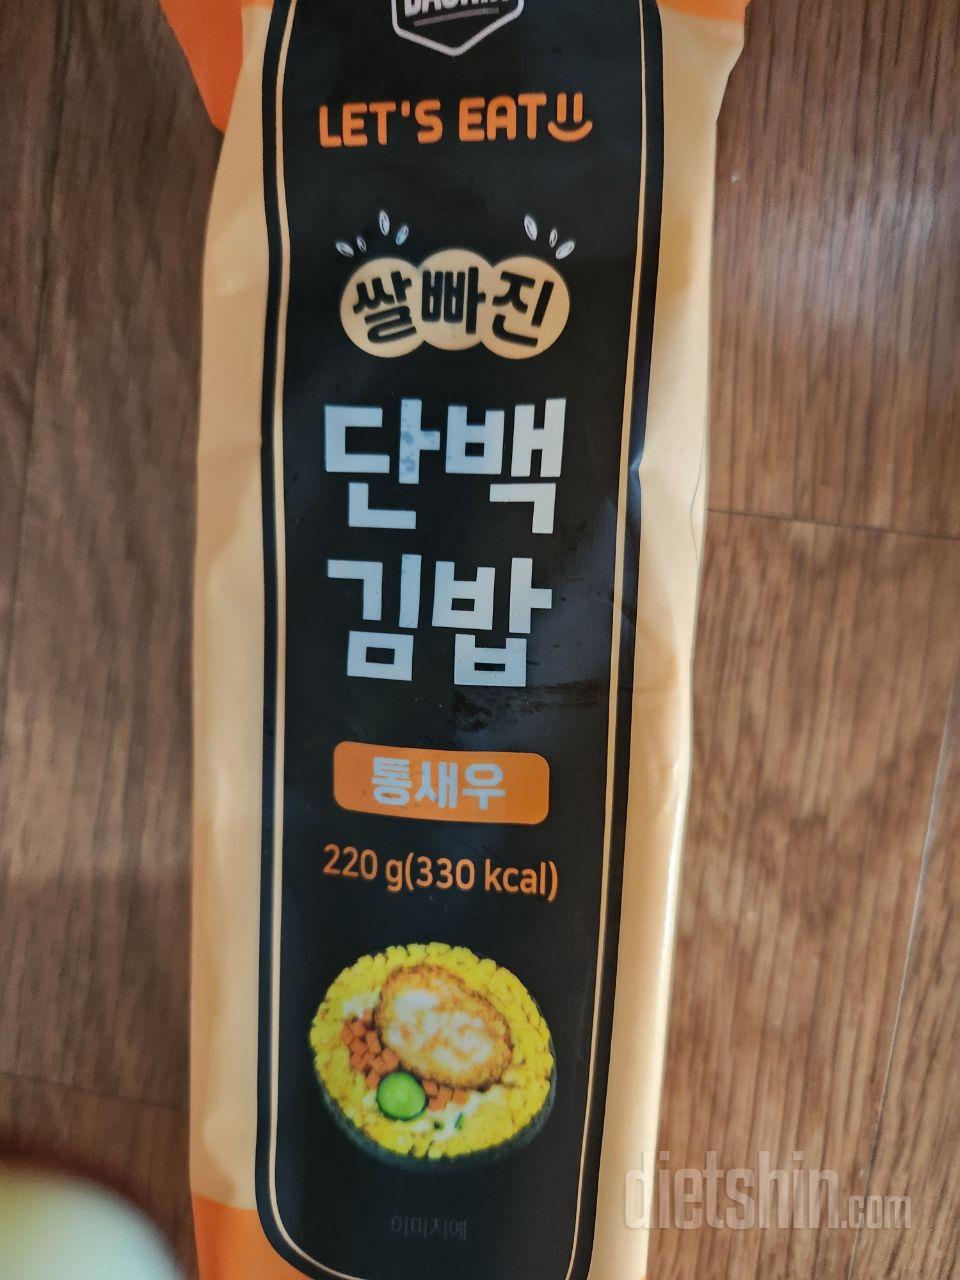 LET'S EAT
쌀빠진
단백
김밥
통새우
220 g(330 kcal)
이미지예
dietshin.com